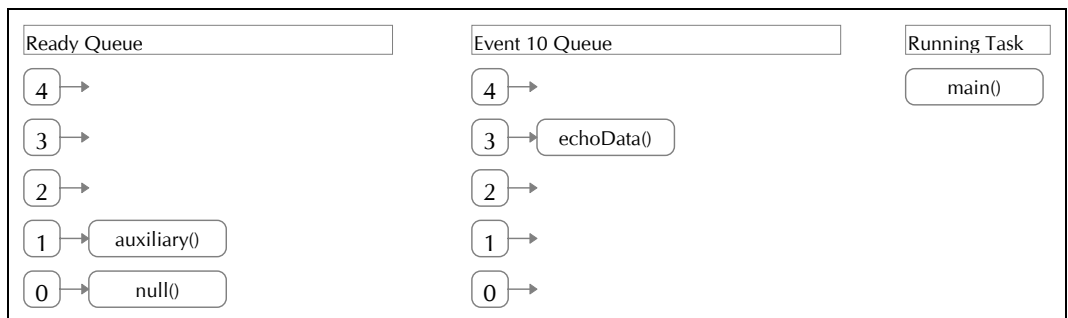 Ready Queue Event 10 Queue Running Task
4 4 main()
3 3 echoData()
2 2
1 auxiliary() 1
0 null() 0